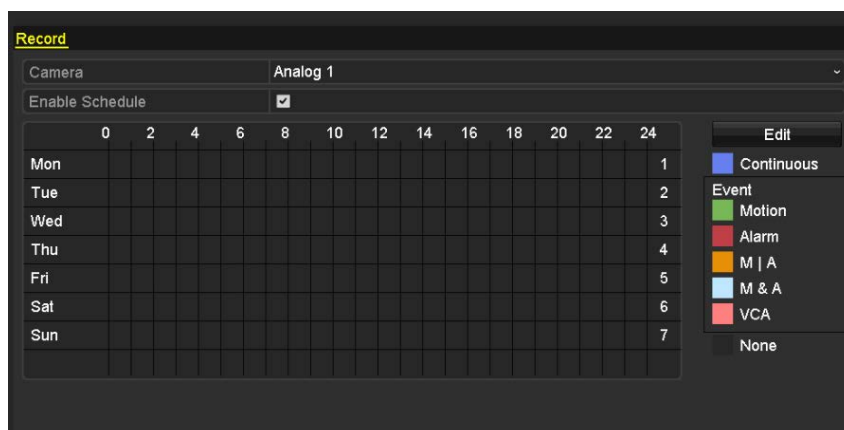 Record
Camera Analog 1
Enable Schedule
0 2 4 6 8 10 12 14 16 18 20 22 24
Edit
Mon 1
Continuous
Tue 2
Event
Motion
Wed 3
Alarm
Thu 4
M | A
Fri 5
M & A
Sat 6
VCA
Sun 7
None